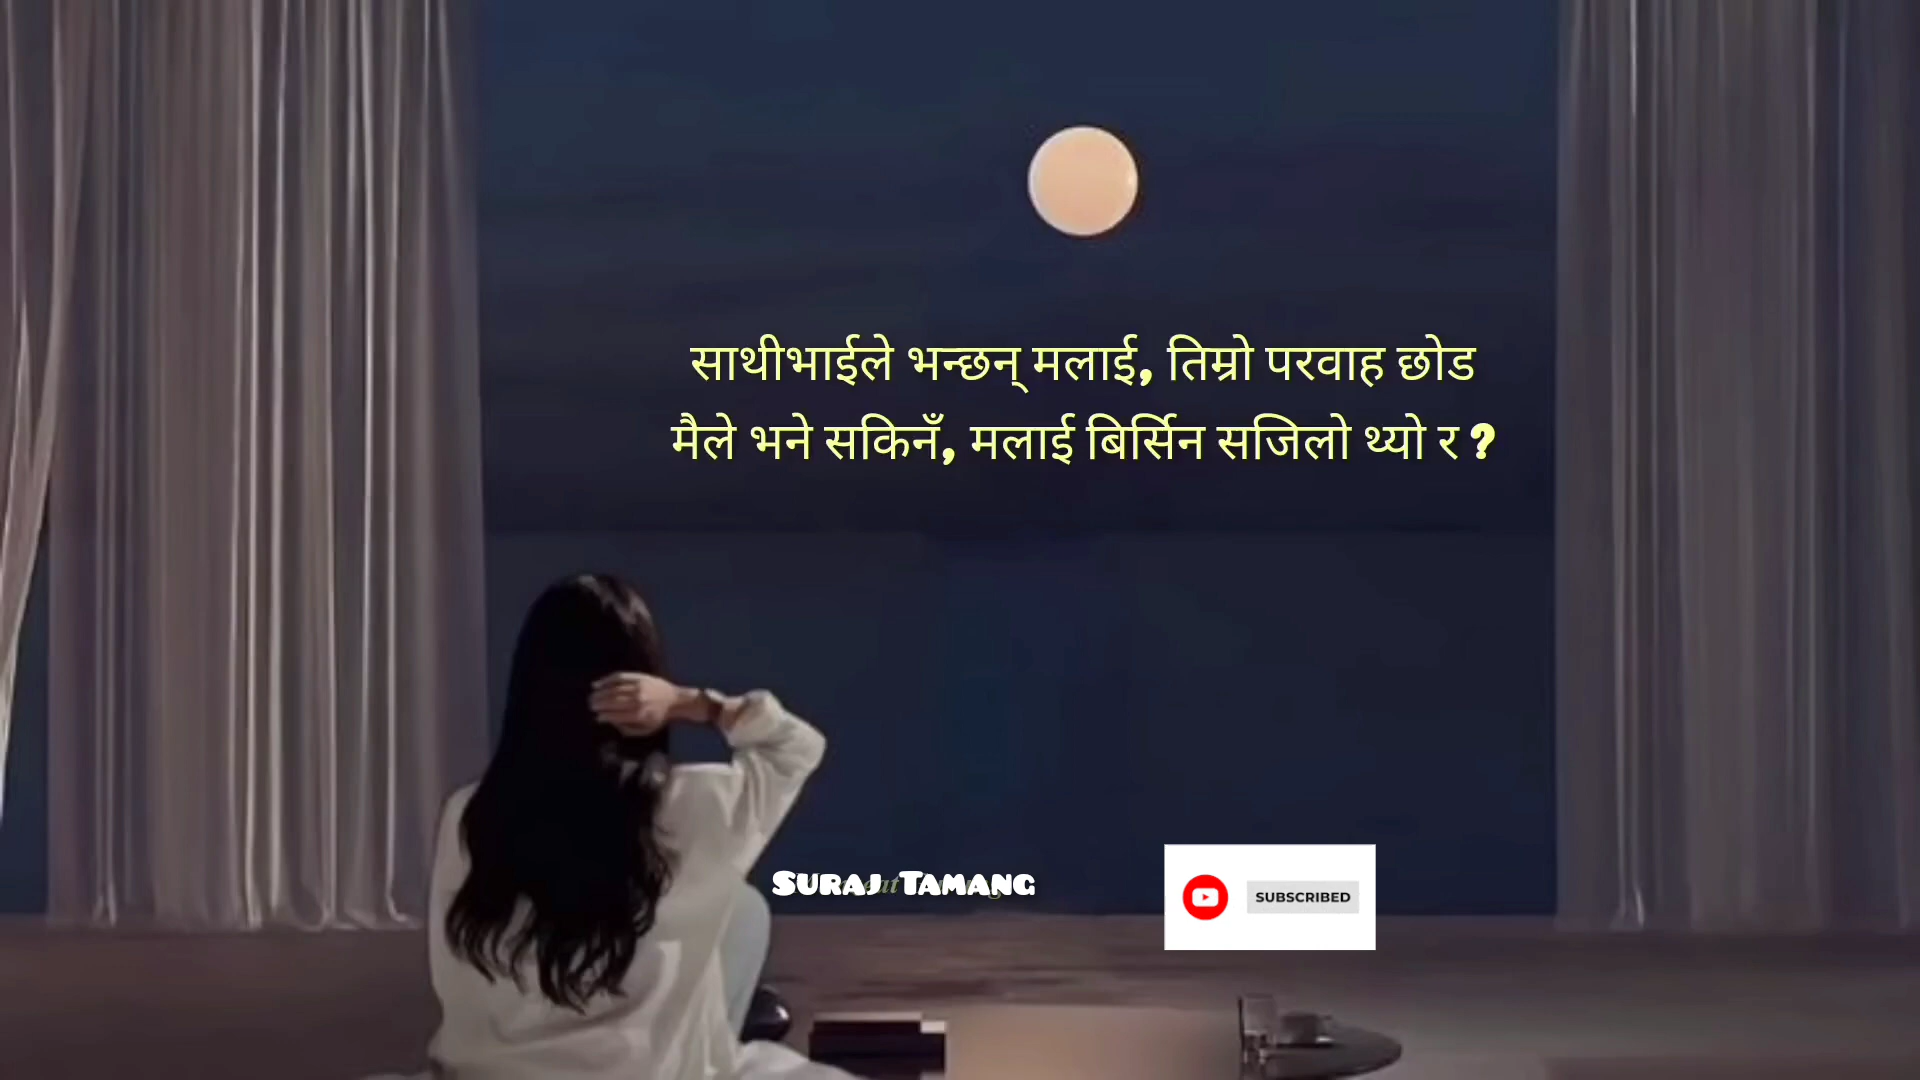 साथीभाईले भन्छन् मलाई, तिम्रो परवाह छोड
मैले भने सकिनँ, मलाई बिर्सिन सजिलो थ्यो र ?
Suraj Tamang
SUBSCRIBED